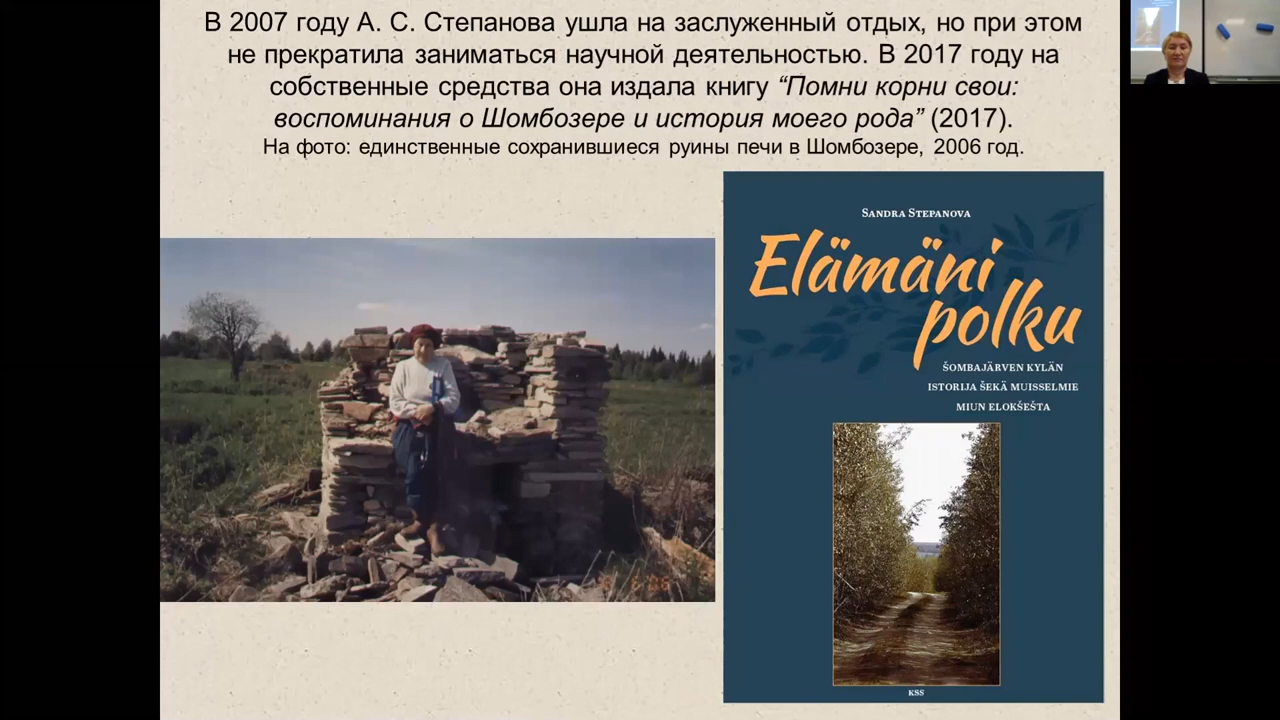 В 2007 году А. С. Степанова ушла на заслуженный отдых, но при этом
не прекратила заниматься научной деятельностью. В 2017 году на
собственные средства она издала книгу “Помни корни свои:
воспоминания о Шомбозере и история моего рода” (2017).
На фото: единственные сохранившиеся руины печи в Шомбозере, 2006 год.
Sandra Stepanova
Elämäni
polku
Šombajärven kylän
istorija šekä muisselmie
miun elokšešta
KSS